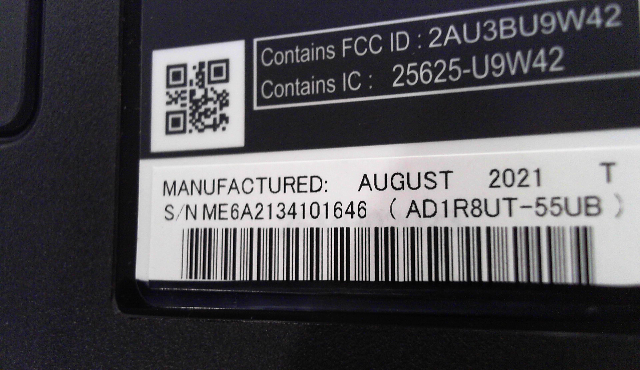 Contains FCC ID : 2AU3BU9W42
Contains IC : 25625-U9W42
MANUFACTURED: AUGUST 2021 T
S/N ME6A2134101646 ( AD1R8UT-55UB )